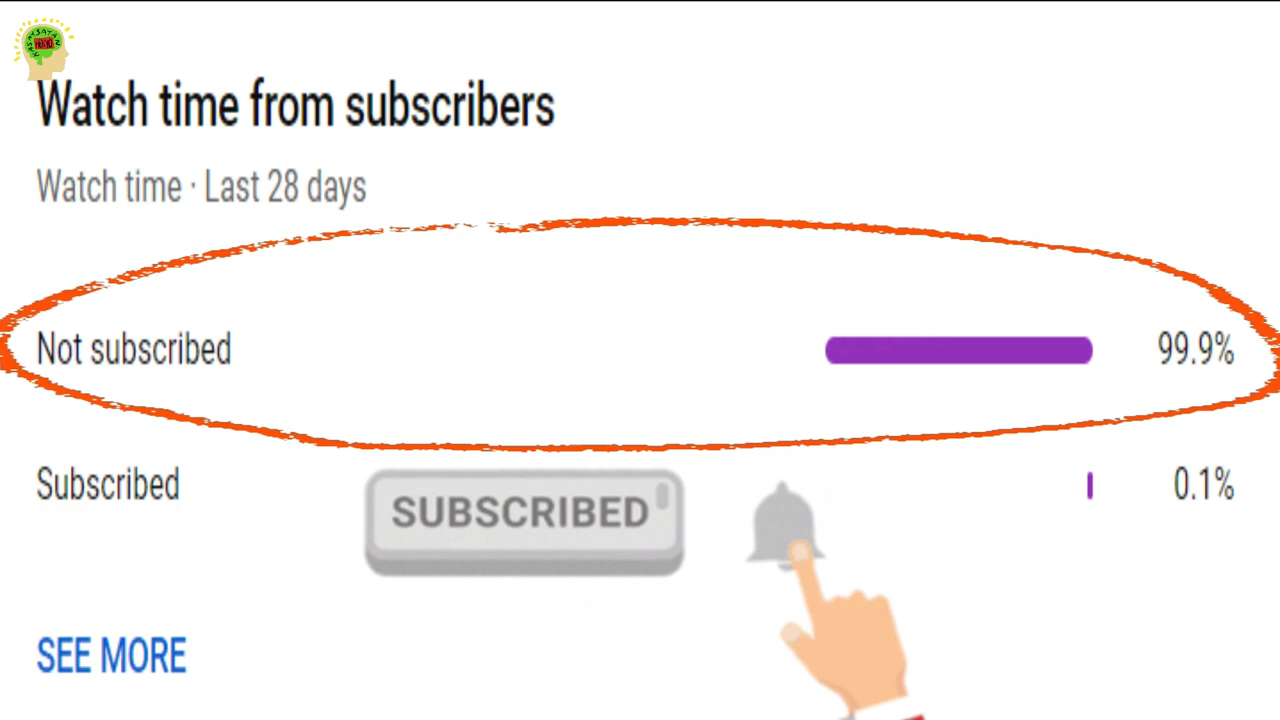 Watch time from subscribers
Watch time · Last 28 days
Not subscribed 99.9%
SUBSCRIBED
Subscribed 0.1%
SEE MORE